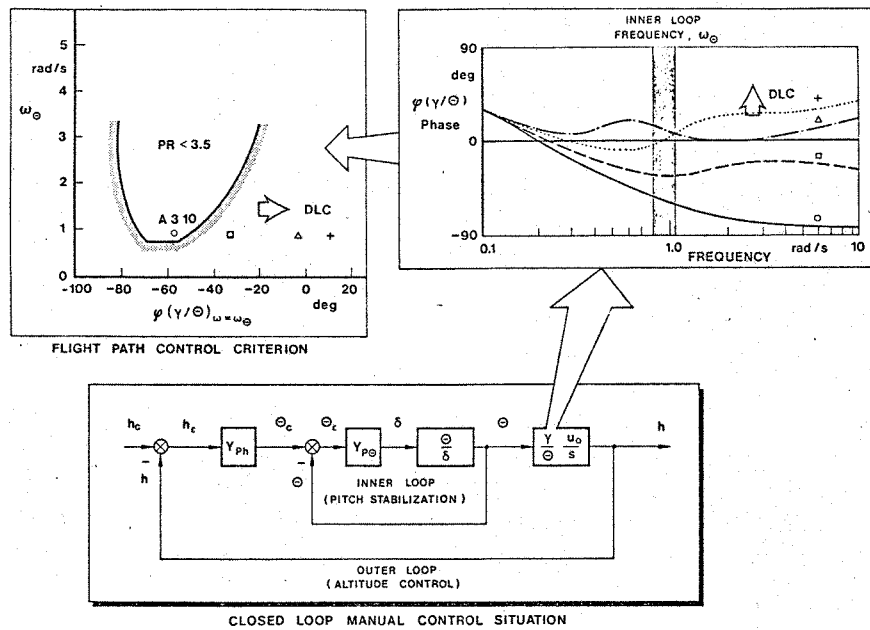 5
rad/s
ω_Θ
4
3
2
1
0
PR < 3.5
A 310
DLC
-100 -80 -60 -40 -20 0 20
deg
φ(γ/Θ)ω=ω_Θ
FLIGHT PATH CONTROL CRITERION
INNER LOOP
FREQUENCY, ω_Θ
90
deg
φ(γ/Θ)
Phase
0
-90
DLC
0.1 1.0 rad/s 10
FREQUENCY
h_c h_ε Θ_c Θ_ε δ Θ h
Y_Ph Y_PΘ Θ/δ γ/Θ u_o/s
− h − Θ
INNER LOOP
(PITCH STABILIZATION)
OUTER LOOP
(ALTITUDE CONTROL)
CLOSED LOOP MANUAL CONTROL SITUATION